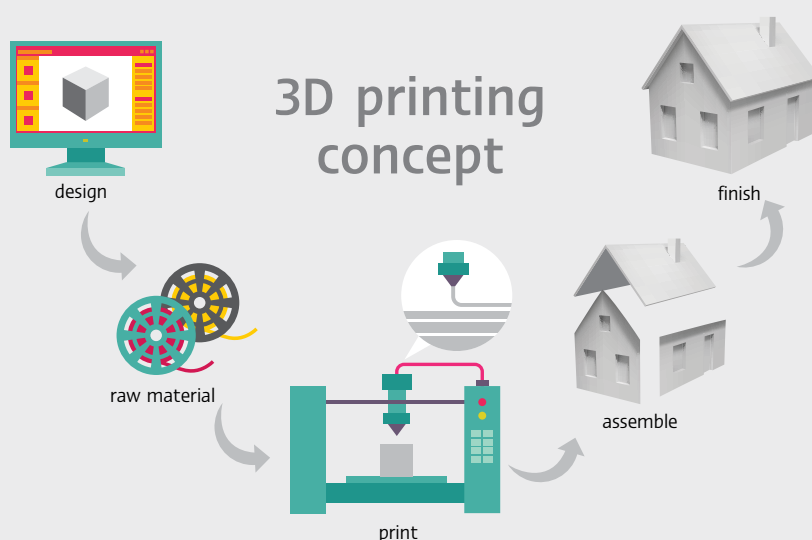 3D printing
concept
design
raw material
print
assemble
finish